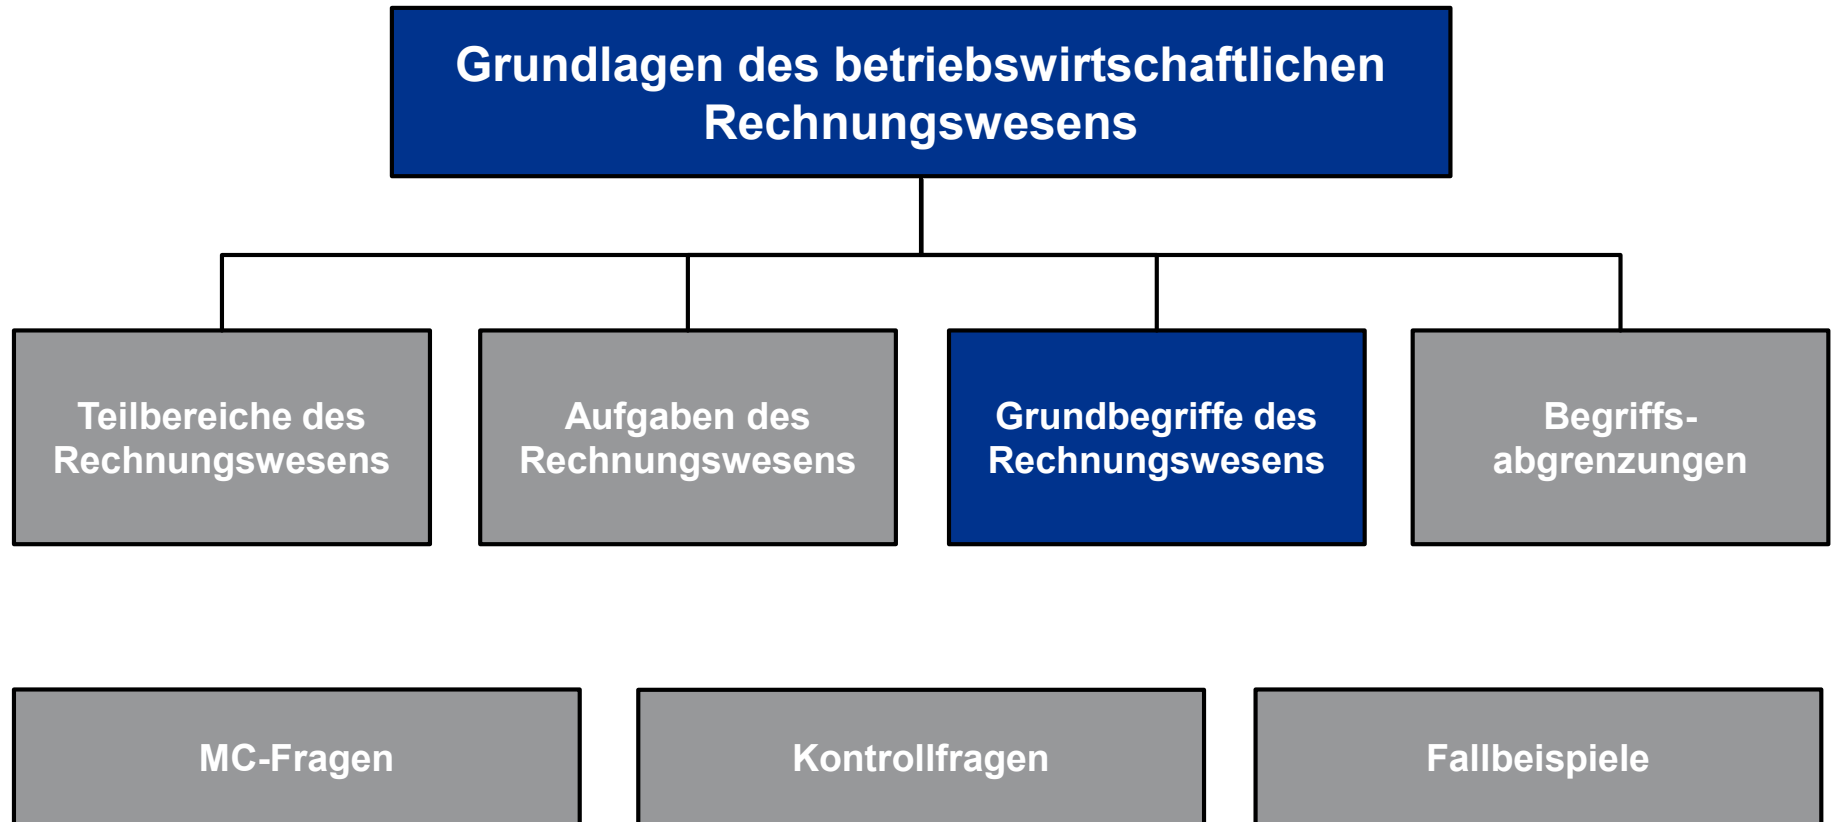 Grundlagen des betriebswirtschaftlichen
Rechnungswesens
Teilbereiche des
Rechnungswesens
Aufgaben des
Rechnungswesens
Grundbegriffe des
Rechnungswesens
Begriffs-
abgrenzungen
MC-Fragen
Kontrollfragen
Fallbeispiele